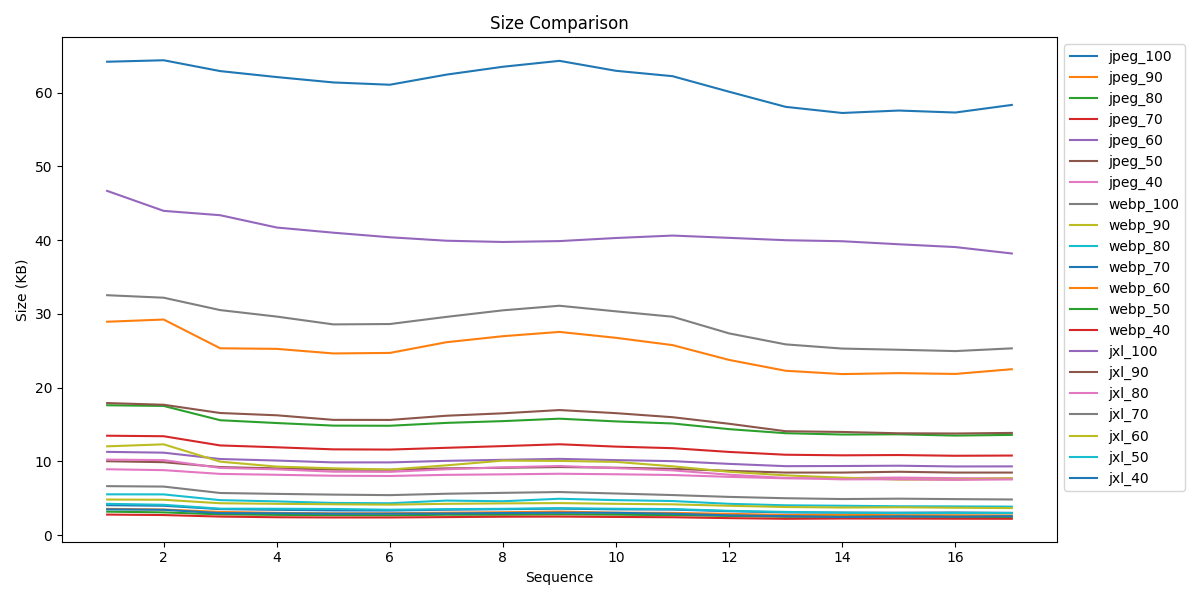 Size Comparison
Size (KB)
60
50
40
30
20
10
0
2
4
6
8
10
12
14
16
Sequence
jpeg_100
jpeg_90
jpeg_80
jpeg_70
jpeg_60
jpeg_50
jpeg_40
webp_100
webp_90
webp_80
webp_70
webp_60
webp_50
webp_40
jxl_100
jxl_90
jxl_80
jxl_70
jxl_60
jxl_50
jxl_40